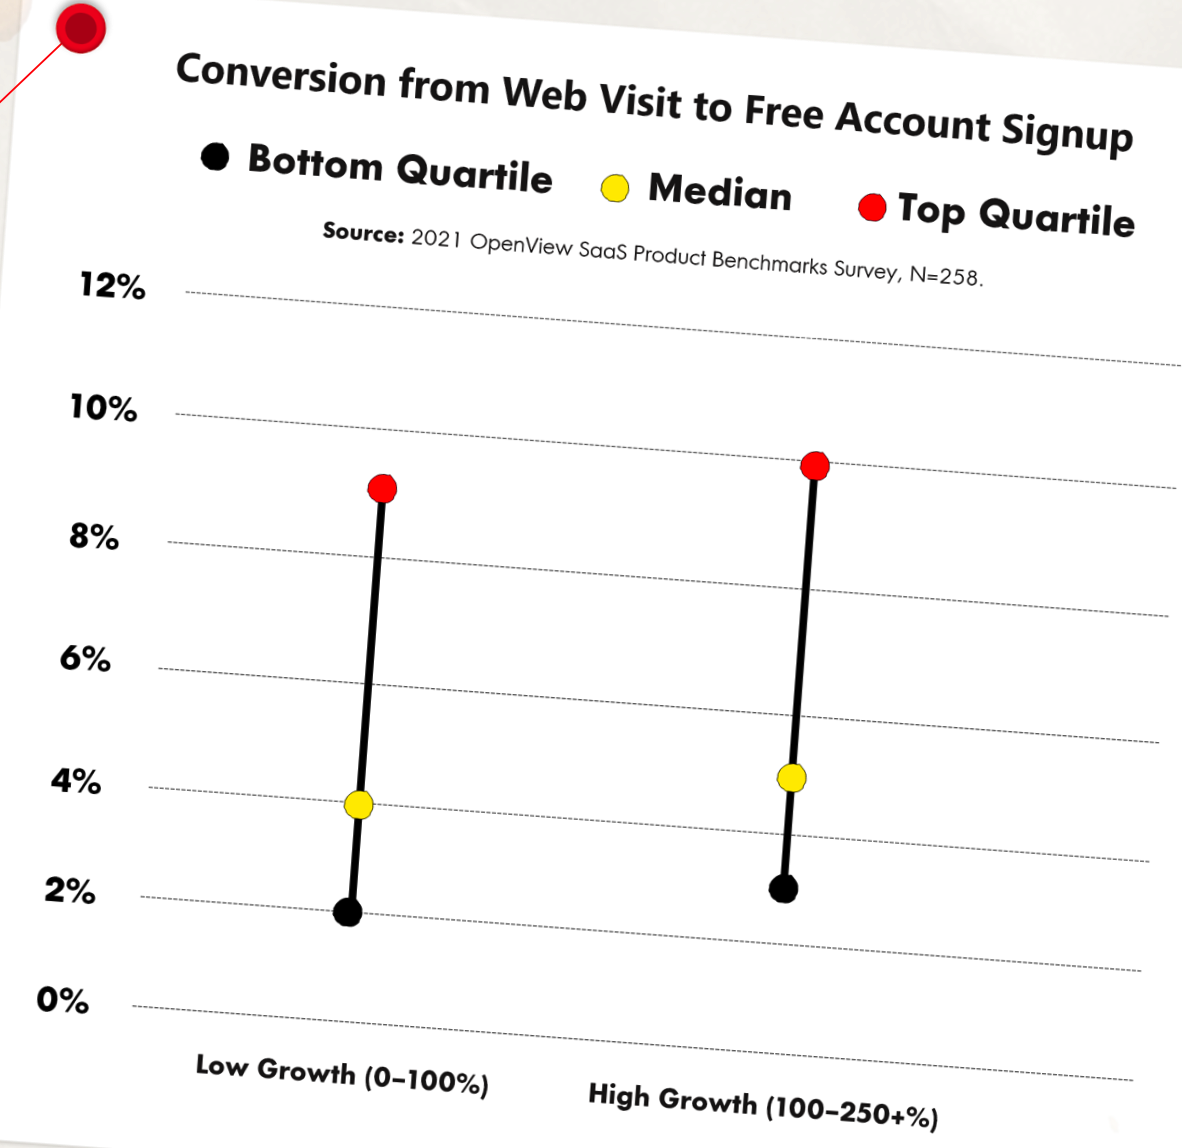 Conversion from Web Visit to Free Account Signup
Bottom Quartile Median Top Quartile
Source: 2021 OpenView SaaS Product Benchmarks Survey, N=258.
12%
10%
8%
6%
4%
2%
0%
Low Growth (0–100%) High Growth (100–250+%)